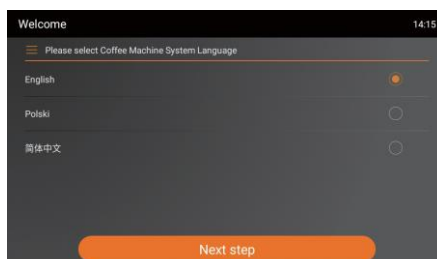 Welcome
14:15
Please select Coffee Machine System Language
English
Polski
简体中文
Next step